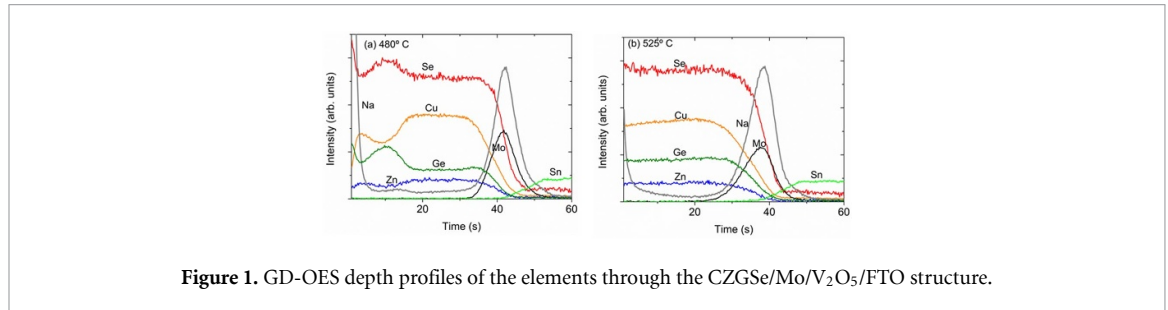 (a) 480° C
Se
Na
Cu
Mo
Ge
Zn
Sn
Intensity (arb. units)
20
40
60
Time (s)
(b) 525° C
Se
Na
Cu
Mo
Ge
Zn
Sn
Intensity (arb. units)
20
40
60
Time (s)
Figure 1. GD-OES depth profiles of the elements through the CZGSe/Mo/V₂O₅/FTO structure.